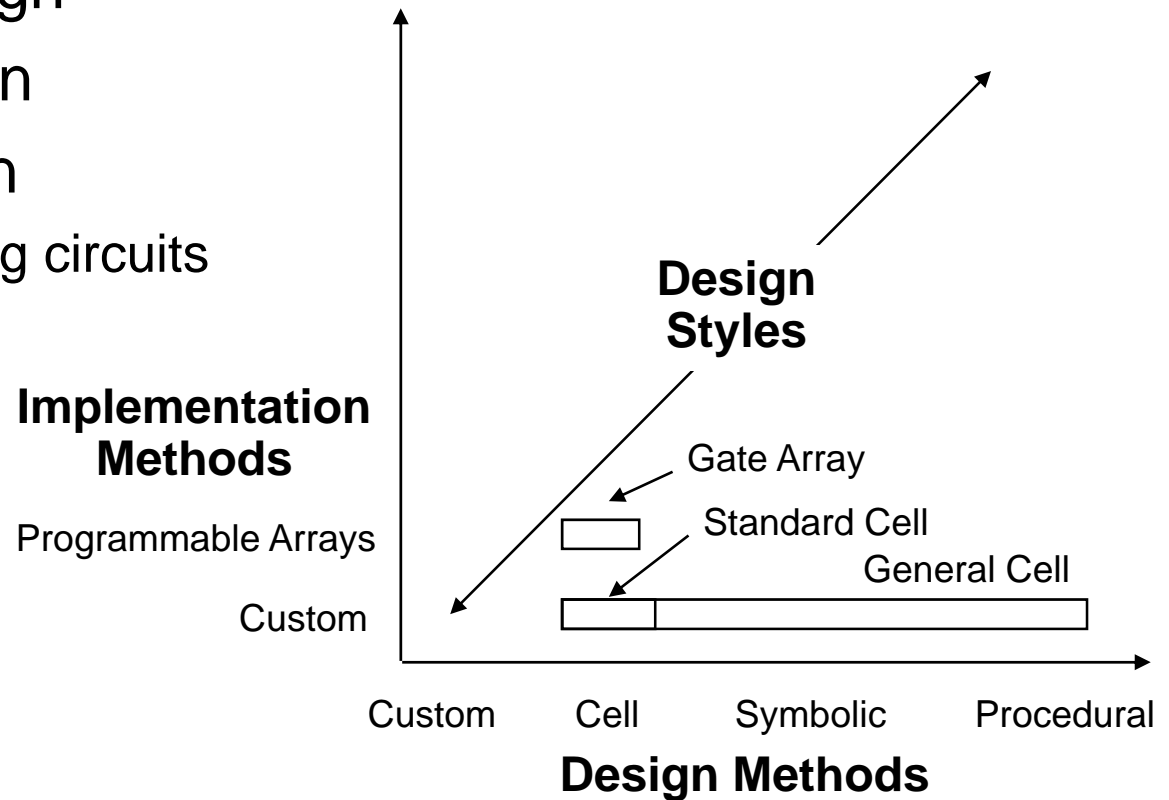 g circuits
Design
Styles
Implementation
Methods
Gate Array
Programmable Arrays
Standard Cell
General Cell
Custom
Custom
Cell
Symbolic
Procedural
Design Methods